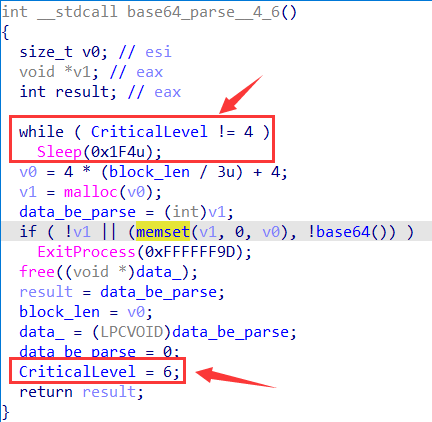 int __stdcall base64_parse__4_6()
{
size_t v0; // esi
void *v1; // eax
int result; // eax
while ( CriticalLevel != 4 )
Sleep(0x1F4u);
v0 = 4 * (block_len / 3u) + 4;
v1 = malloc(v0);
data_be_parse = (int)v1;
if ( !v1 || (memset(v1, 0, v0), !base64()) )
ExitProcess(0xFFFFFF9D);
free((void *)data_);
result = data_be_parse;
block_len = v0;
data_ = (LPCVOID)data_be_parse;
data_be_parse = 0;
CriticalLevel = 6;
return result;
}